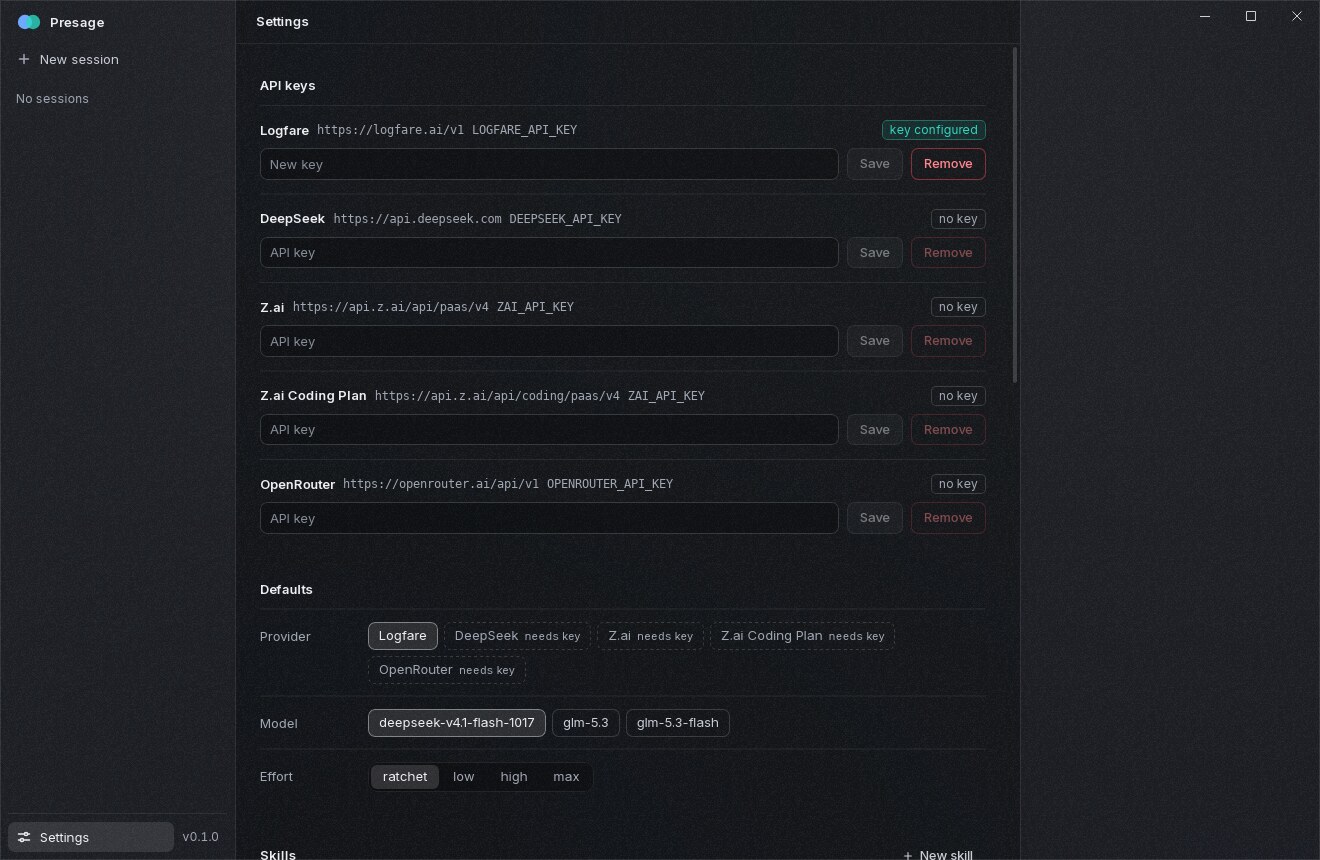 Presage
New session
No sessions
Settings
v0.1.0
Settings
API keys
Logfare https://logfare.ai/v1 LOGFARE_API_KEY key configured
New key Save Remove
DeepSeek https://api.deepseek.com DEEPSEEK_API_KEY no key
API key Save Remove
Z.ai https://api.z.ai/api/paas/v4 ZAI_API_KEY no key
API key Save Remove
Z.ai Coding Plan https://api.z.ai/api/coding/paas/v4 ZAI_API_KEY no key
API key Save Remove
OpenRouter https://openrouter.ai/api/v1 OPENROUTER_API_KEY no key
API key Save Remove
Defaults
Provider Logfare DeepSeek needs key Z.ai needs key Z.ai Coding Plan needs key
OpenRouter needs key
Model deepseek-v4.1-flash-1017 glm-5.3 glm-5.3-flash
Effort ratchet low high max
Skills + New skill